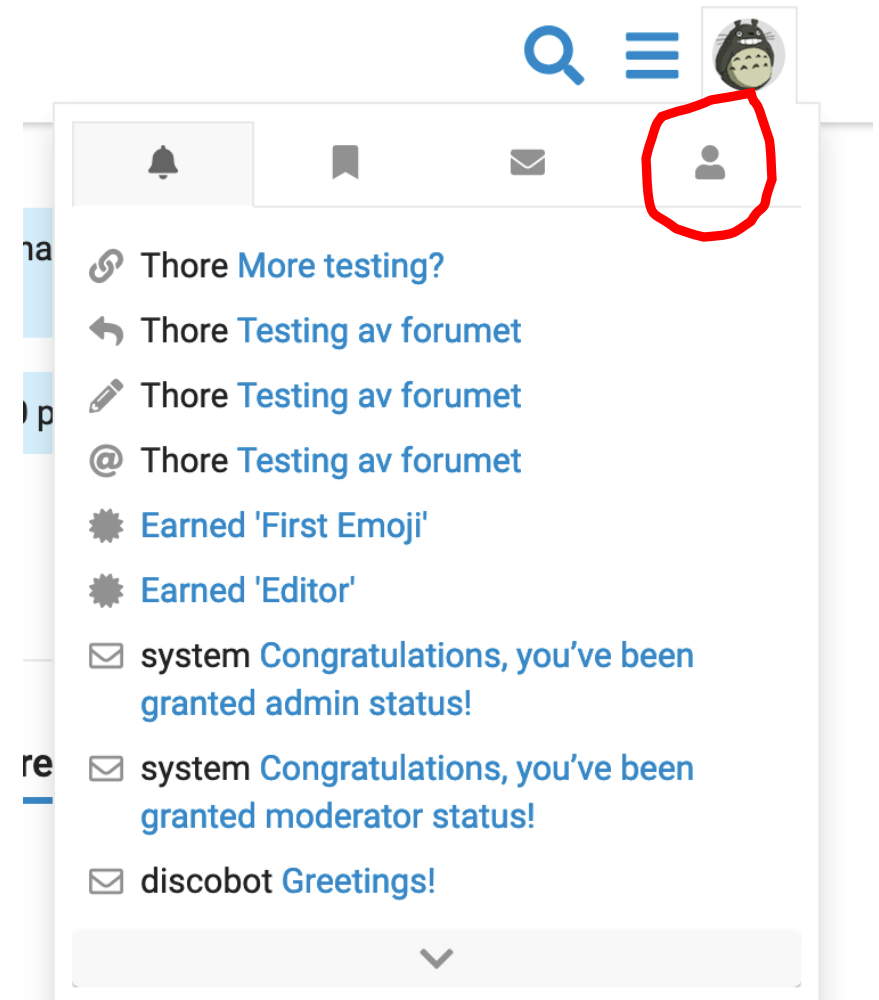 na
Thore More testing?
Thore Testing av forumet
Thore Testing av forumet
p
Thore Testing av forumet
Earned 'First Emoji'
Earned 'Editor'
system Congratulations, you’ve been
granted admin status!
re
system Congratulations, you’ve been
granted moderator status!
discobot Greetings!